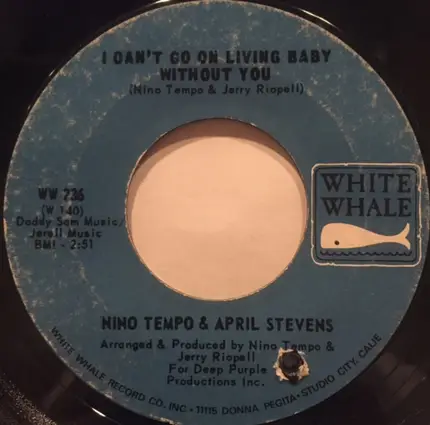 I CAN'T GO ON LIVING BABY
WITHOUT YOU
(Nino Tempo & Jerry Riopell)
WW 236
(W 140)
Daddy Sam Music/
Jerell Music
BMI - 2:51
WHITE
WHALE
NINO TEMPO & APRIL STEVENS
Arranged & Produced by Nino Tempo &
Jerry Riopell
For Deep Purple
Productions Inc.
WHITE WHALE RECORD CO. INC. • 11115 DONNA PEGITA • STUDIO CITY, CALIF